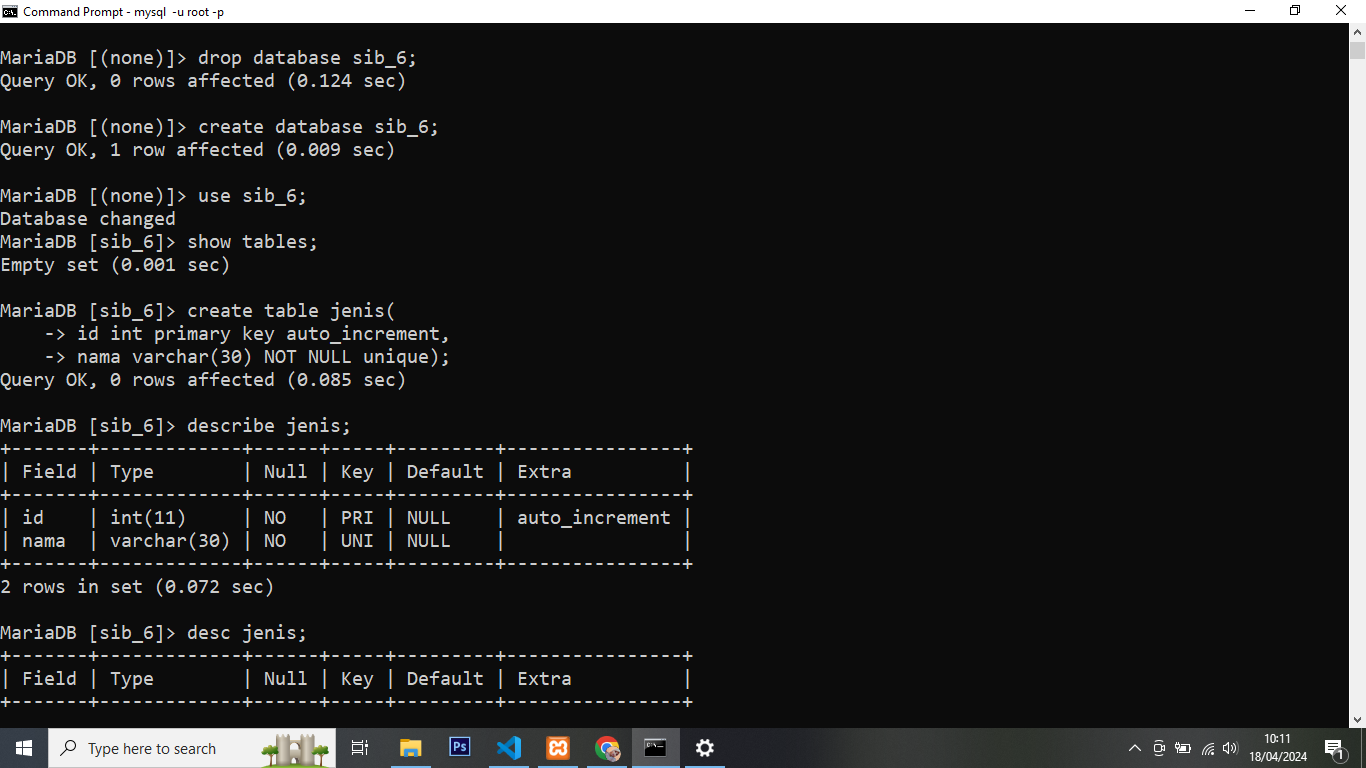 Command Prompt - mysql  -u root -p
MariaDB [(none)]> drop database sib_6;
Query OK, 0 rows affected (0.124 sec)
MariaDB [(none)]> create database sib_6;
Query OK, 1 row affected (0.009 sec)
MariaDB [(none)]> use sib_6;
Database changed
MariaDB [sib_6]> show tables;
Empty set (0.001 sec)
MariaDB [sib_6]> create table jenis(
    -> id int primary key auto_increment,
    -> nama varchar(30) NOT NULL unique);
Query OK, 0 rows affected (0.085 sec)
MariaDB [sib_6]> describe jenis;
+-------+-------------+------+-----+---------+----------------+
| Field | Type        | Null | Key | Default | Extra          |
+-------+-------------+------+-----+---------+----------------+
| id    | int(11)     | NO   | PRI | NULL    | auto_increment |
| nama  | varchar(30) | NO   | UNI | NULL    |                |
+-------+-------------+------+-----+---------+----------------+
2 rows in set (0.072 sec)
MariaDB [sib_6]> desc jenis;
+-------+-------------+------+-----+---------+----------------+
| Field | Type        | Null | Key | Default | Extra          |
+-------+-------------+------+-----+---------+----------------+
Type here to search
Ps
10:11
18/04/2024
1